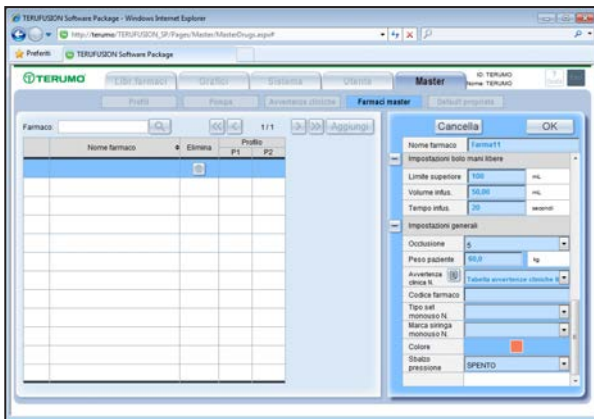 TERUFUSION Software Package - Windows Internet Explorer
http://terumo/TERUFUSION_SP/Pages/Master/MasterDrugs.aspx#
Preferiti TERUFUSION Software Package
TERUMO Libri farmaci Grafici Sistema Utente Master ID: TERUMO
Nome: TERUMO
Profili Pompa Avvertenze cliniche Farmaci master Default proprietà
Farmaco: 1/1 Aggiungi
Nome farmaco Elimina Profilo
P1 P2
Cancella OK
Nome farmaco Farma11
Impostazioni bolo mani libere
Limite superiore 100 mL
Volume infus. 50,00 mL
Tempo infus. 20 secondi
Impostazioni generali
Occlusione 5
Peso paziente 50,0 kg
Avvertenza clinica N. Tabella avvertenze cliniche
Codice farmaco
Tipo set monouso N.
Marca siringa monouso N.
Colore
Sbalzo pressione SPENTO